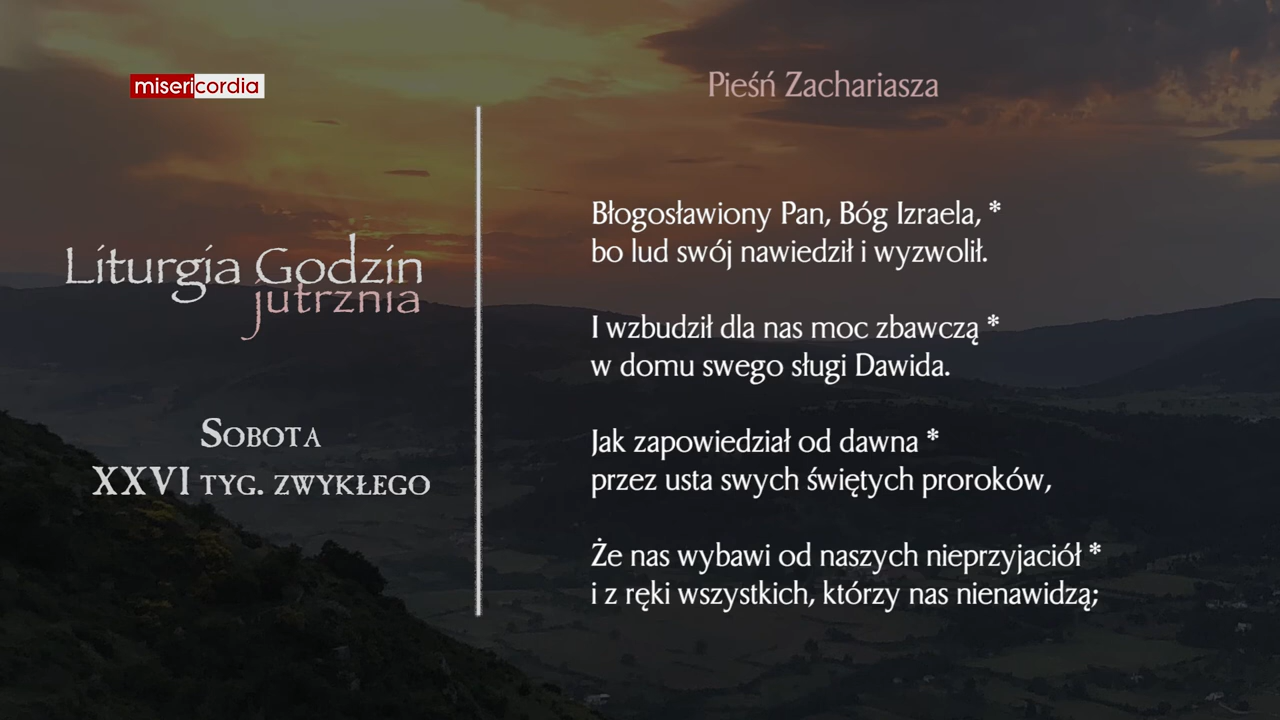 misericordia
Liturgia Godzin
jutrznia
Sobota
XXVI tyg. zwykłego
Pieśń Zachariasza
Błogosławiony Pan, Bóg Izraela, *
bo lud swój nawiedził i wyzwolił.
I wzbudził dla nas moc zbawczą *
w domu swego sługi Dawida.
Jak zapowiedział od dawna *
przez usta swych świętych proroków,
Że nas wybawi od naszych nieprzyjaciół *
i z ręki wszystkich, którzy nas nienawidzą;